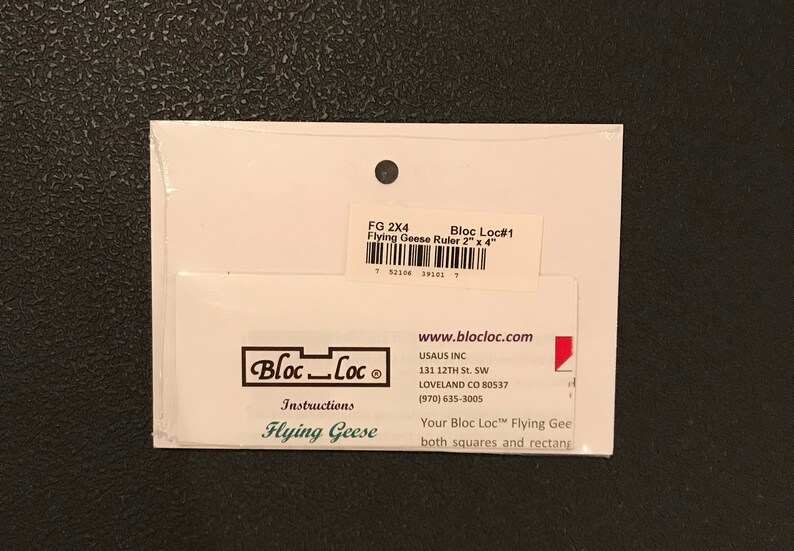 FG 2X4 Bloc Loc#1
Flying Geese Ruler 2" x 4"
7 52106 39101 7
Bloc Loc ®
Instructions
Flying Geese
www.blocloc.com
USAUS INC
131 12TH St. SW
LOVELAND CO 80537
(970) 635-3005
Your Bloc Loc™ Flying Gee
both squares and rectang